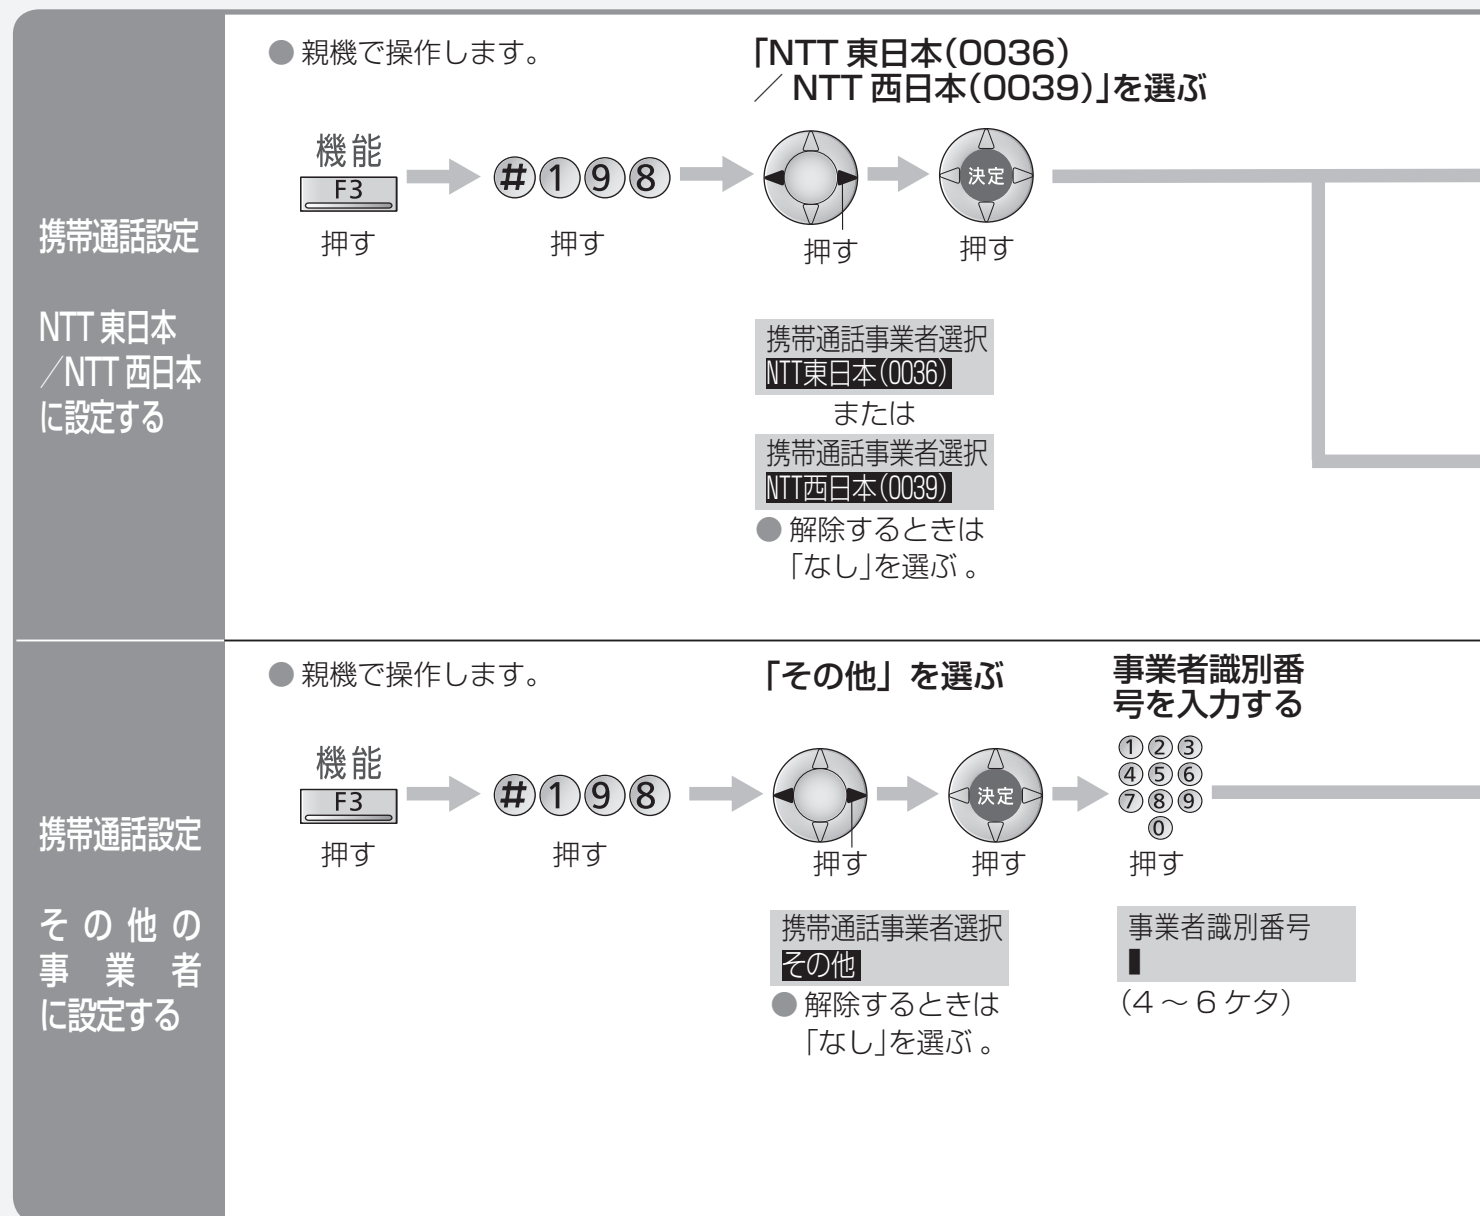 携帯通話設定
NTT 東日本
／NTT 西日本
に設定する
● 親機で操作します。
「NTT 東日本(0036)
／ NTT 西日本(0039)」を選ぶ
機能
F3
押す
#198
押す
押す
決定
押す
携帯通話事業者選択
NTT東日本(0036)
または
携帯通話事業者選択
NTT西日本(0039)
● 解除するときは
「なし」を選ぶ 。
携帯通話設定
その他の
事業者
に設定する
● 親機で操作します。
「その他」を選ぶ
事業者識別番
号を入力する
機能
F3
押す
#198
押す
押す
決定
押す
1 2 3
4 5 6
7 8 9
0
押す
携帯通話事業者選択
その他
● 解除するときは
「なし」を選ぶ 。
事業者識別番号
(4 ～ 6 ケタ)